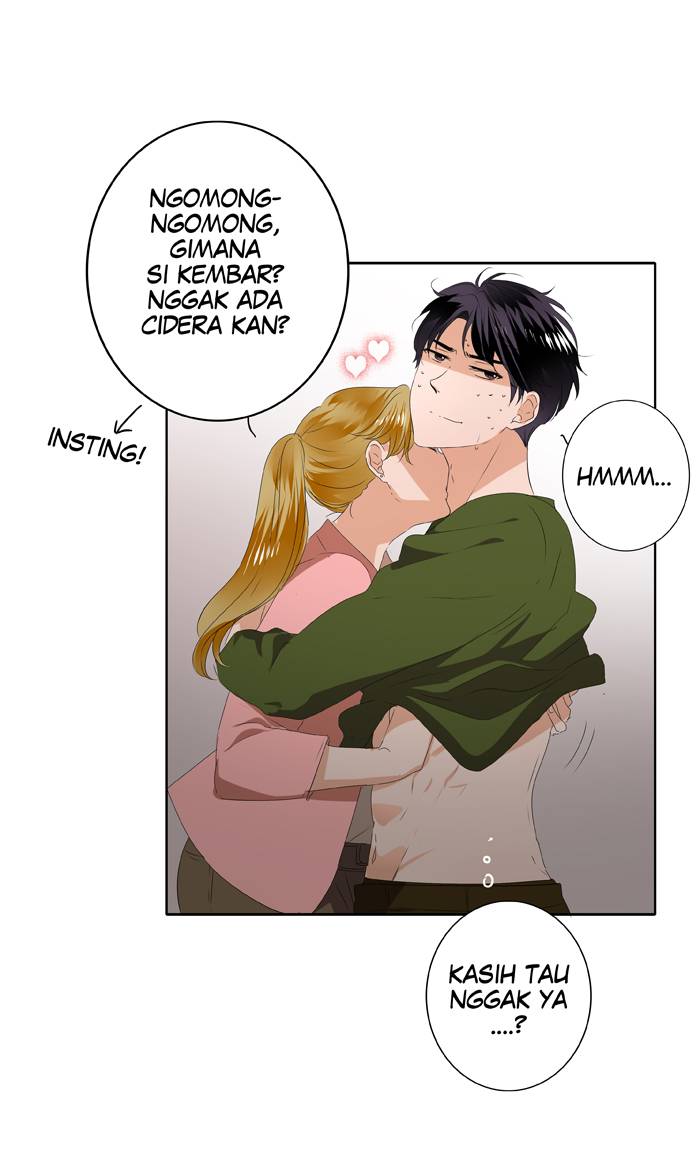 NGOMONG-
NGOMONG,
GIMANA
SI KEMBAR?
NGGAK ADA
CIDERA KAN?
INSTING!
HMMM...
KASIH TAU
NGGAK YA
....?